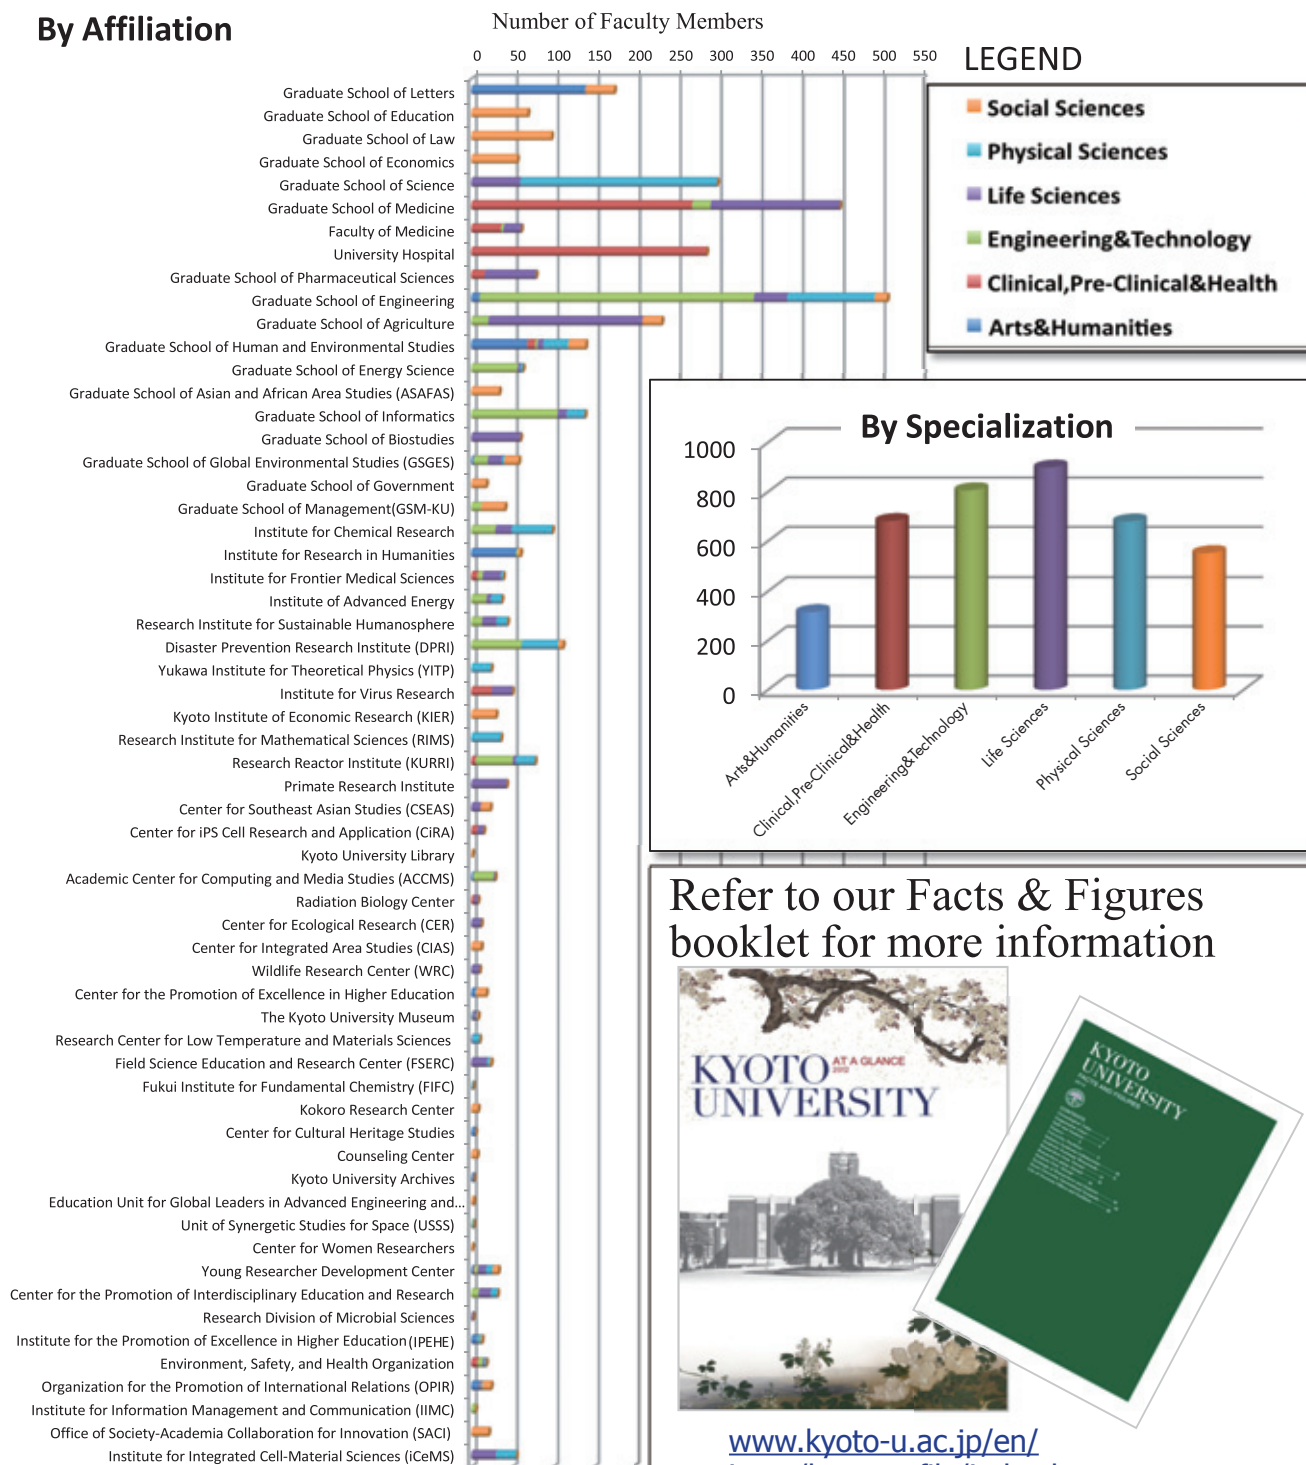 By Affiliation
Number of Faculty Members
0 50 100 150 200 250 300 350 400 450 500 550
Graduate School of Letters
Graduate School of Education
Graduate School of Law
Graduate School of Economics
Graduate School of Science
Graduate School of Medicine
Faculty of Medicine
University Hospital
Graduate School of Pharmaceutical Sciences
Graduate School of Engineering
Graduate School of Agriculture
Graduate School of Human and Environmental Studies
Graduate School of Energy Science
Graduate School of Asian and African Area Studies (ASAFAS)
Graduate School of Informatics
Graduate School of Biostudies
Graduate School of Global Environmental Studies (GSGES)
Graduate School of Government
Graduate School of Management(GSM-KU)
Institute for Chemical Research
Institute for Research in Humanities
Institute for Frontier Medical Sciences
Institute of Advanced Energy
Research Institute for Sustainable Humanosphere
Disaster Prevention Research Institute (DPRI)
Yukawa Institute for Theoretical Physics (YITP)
Institute for Virus Research
Kyoto Institute of Economic Research (KIER)
Research Institute for Mathematical Sciences (RIMS)
Research Reactor Institute (KURRI)
Primate Research Institute
Center for Southeast Asian Studies (CSEAS)
Center for iPS Cell Research and Application (CiRA)
Kyoto University Library
Academic Center for Computing and Media Studies (ACCMS)
Radiation Biology Center
Center for Ecological Research (CER)
Center for Integrated Area Studies (CIAS)
Wildlife Research Center (WRC)
Center for the Promotion of Excellence in Higher Education
The Kyoto University Museum
Research Center for Low Temperature and Materials Sciences
Field Science Education and Research Center (FSERC)
Fukui Institute for Fundamental Chemistry (FIFC)
Kokoro Research Center
Center for Cultural Heritage Studies
Counseling Center
Kyoto University Archives
Education Unit for Global Leaders in Advanced Engineering and...
Unit of Synergetic Studies for Space (USSS)
Center for Women Researchers
Young Researcher Development Center
Center for the Promotion of Interdisciplinary Education and Research
Research Division of Microbial Sciences
Institute for the Promotion of Excellence in Higher Education(IPEHE)
Environment, Safety, and Health Organization
Organization for the Promotion of International Relations (OPIR)
Institute for Information Management and Communication (IIMC)
Office of Society-Academia Collaboration for Innovation (SACI)
Institute for Integrated Cell-Material Sciences (iCeMS)
LEGEND
Social Sciences
Physical Sciences
Life Sciences
Engineering&Technology
Clinical,Pre-Clinical&Health
Arts&Humanities
By Specialization
1000
800
600
400
200
0
Arts&Humanities
Clinical,Pre-Clinical&Health
Engineering&Technology
Life Sciences
Physical Sciences
Social Sciences
Refer to our Facts & Figures
booklet for more information
KYOTO AT A GLANCE
2012
UNIVERSITY
KYOTO
UNIVERSITY
FACTS AND FIGURES
www.kyoto-u.ac.jp/en/